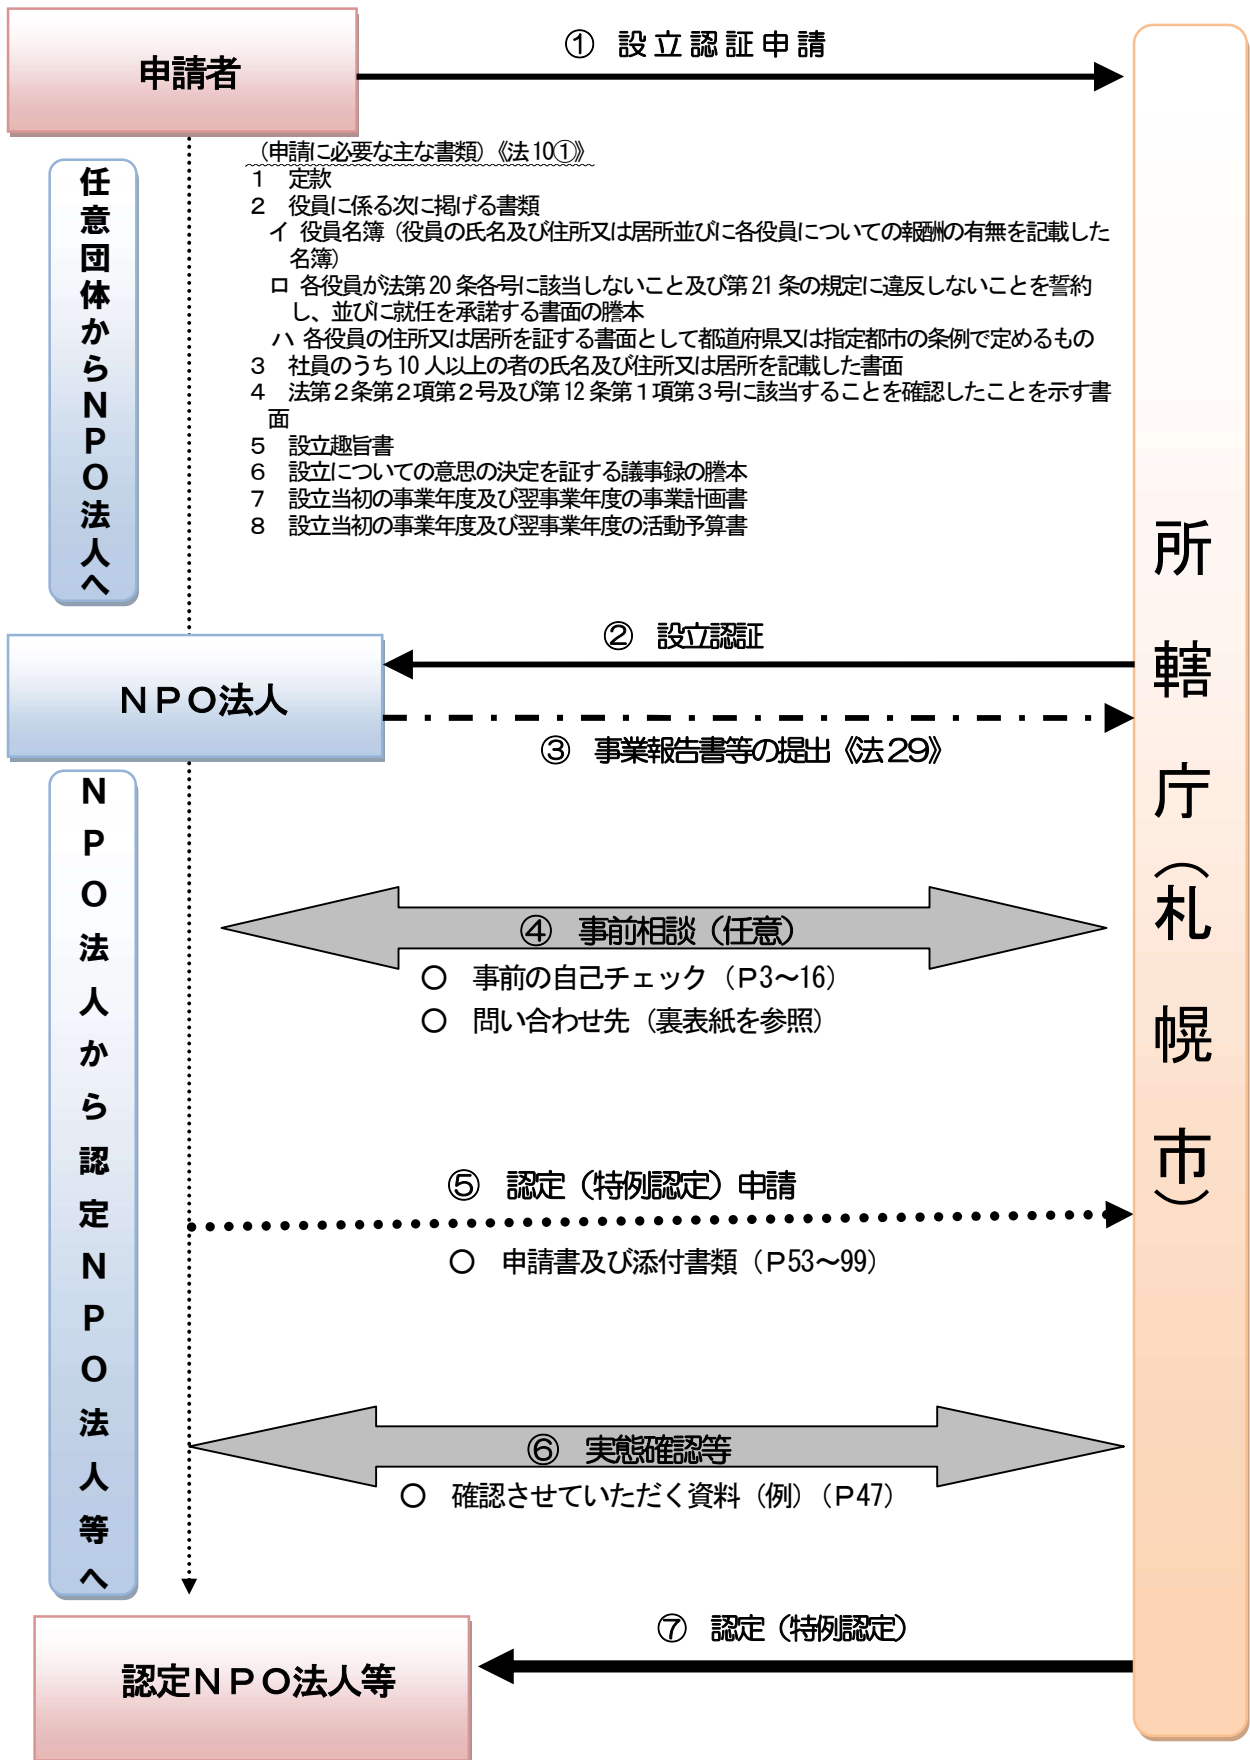 申請者
① 設立認証申請
任意団体からＮＰＯ法人へ
（申請に必要な主な書類）《法10①》
１ 定款
２ 役員に係る次に掲げる書類
イ 役員名簿（役員の氏名及び住所又は居所並びに各役員についての報酬の有無を記載した
名簿）
ロ 各役員が法第20条各号に該当しないこと及び第21条の規定に違反しないことを誓約
し、並びに就任を承諾する書面の謄本
ハ 各役員の住所又は居所を証する書面として都道府県又は指定都市の条例で定めるもの
３ 社員のうち10人以上の者の氏名及び住所又は居所を記載した書面
４ 法第２条第２項第２号及び第12条第１項第３号に該当することを確認したことを示す書
面
５ 設立趣旨書
６ 設立についての意思の決定を証する議事録の謄本
７ 設立当初の事業年度及び翌事業年度の事業計画書
８ 設立当初の事業年度及び翌事業年度の活動予算書
所轄庁（札幌市）
② 設立認証
ＮＰＯ法人
③ 事業報告書等の提出《法29》
ＮＰＯ法人から認定ＮＰＯ法人等へ
④ 事前相談（任意）
○ 事前の自己チェック（P3～16）
○ 問い合わせ先（裏表紙を参照）
⑤ 認定（特例認定）申請
○ 申請書及び添付書類（P53～99）
⑥ 実態確認等
○ 確認させていただく資料（例）（P47）
⑦ 認定（特例認定）
認定ＮＰＯ法人等